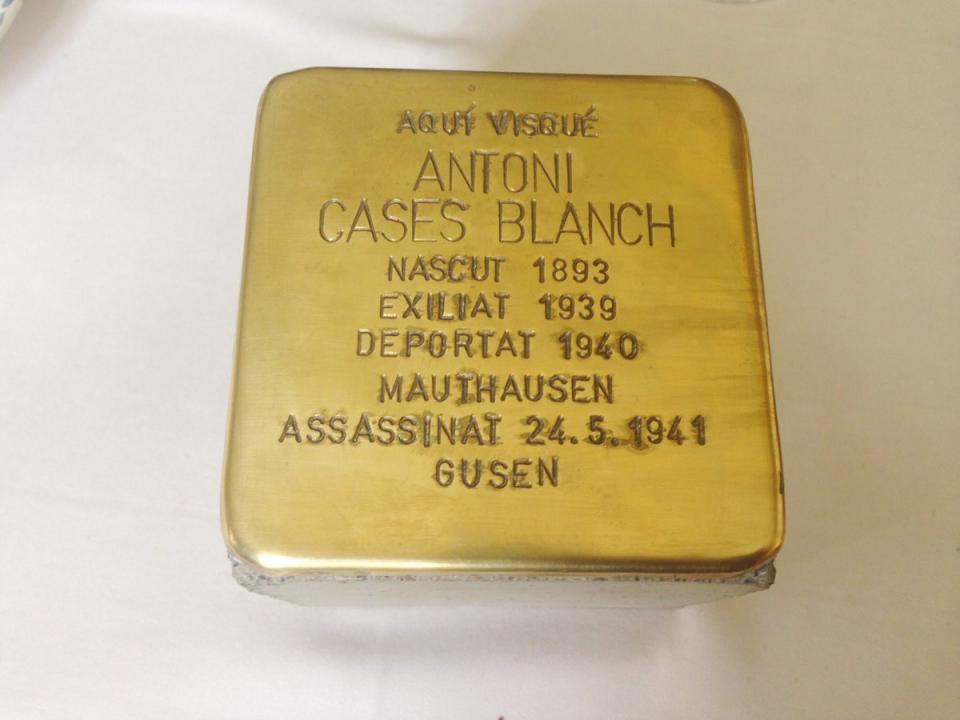 AQUÍ VISQUÉ
ANTONI
CASES BLANCH
NASCUT 1893
EXILIAT 1939
DEPORTAT 1940
MAUTHAUSEN
ASSASSINAT 24.5.1941
GUSEN